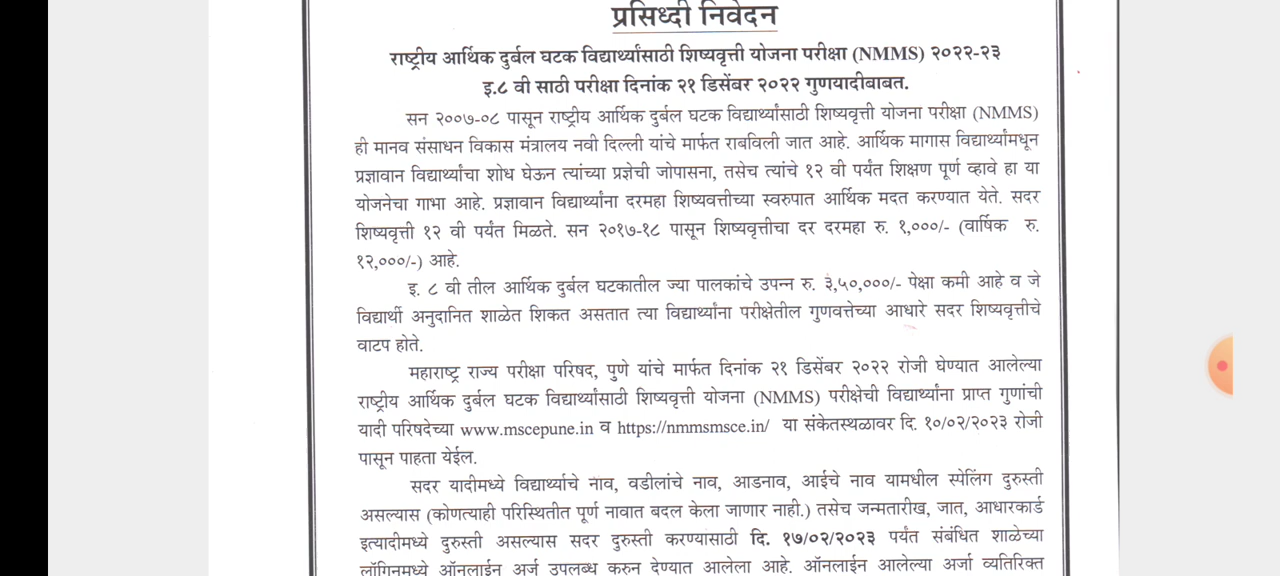 प्रसिध्दी निवेदन
राष्ट्रीय आर्थिक दुर्बल घटक विद्यार्थ्यांसाठी शिष्यवृत्ती योजना परीक्षा (NMMS) २०२२-२३
इ.८ वी साठी परीक्षा दिनांक २१ डिसेंबर २०२२ गुणयादीबाबत.
सन २००७-०८ पासून राष्ट्रीय आर्थिक दुर्बल घटक विद्यार्थ्यांसाठी शिष्यवृत्ती योजना परीक्षा (NMMS)
ही मानव संसाधन विकास मंत्रालय नवी दिल्ली यांचे मार्फत राबविली जात आहे. आर्थिक मागास विद्यार्थ्यांमधून
प्रज्ञावान विद्यार्थ्यांचा शोध घेऊन त्यांच्या प्रज्ञेची जोपासना, तसेच त्यांचे १२ वी पर्यंत शिक्षण पूर्ण व्हावे हा या
योजनेचा गाभा आहे. प्रज्ञावान विद्यार्थ्यांना दरमहा शिष्यवत्तीच्या स्वरुपात आर्थिक मदत करण्यात येते. सदर
शिष्यवृत्ती १२ वी पर्यंत मिळते. सन २०१७-१८ पासून शिष्यवृत्तीचा दर दरमहा रु. १,०००/- (वार्षिक रु.
१२,०००/-) आहे.
इ. ८ वी तील आर्थिक दुर्बल घटकातील ज्या पालकांचे उपन्न रु. ३,५०,०००/- पेक्षा कमी आहे व जे
विद्यार्थी अनुदानित शाळेत शिकत असतात त्या विद्यार्थ्यांना परीक्षेतील गुणवत्तेच्या आधारे सदर शिष्यवृत्तीचे
वाटप होते.
महाराष्ट्र राज्य परीक्षा परिषद, पुणे यांचे मार्फत दिनांक २१ डिसेंबर २०२२ रोजी घेण्यात आलेल्या
राष्ट्रीय आर्थिक दुर्बल घटक विद्यार्थ्यांसाठी शिष्यवृत्ती योजना (NMMS) परीक्षेची विद्यार्थ्यांना प्राप्त गुणांची
यादी परिषदेच्या www.mscepune.in व https://nmmsmsce.in/ या संकेतस्थळावर दि. १०/०२/२०२३ रोजी
पासून पाहता येईल.
सदर यादीमध्ये विद्यार्थ्याचे नाव, वडीलांचे नाव, आडनाव, आईचे नाव यामधील स्पेलिंग दुरुस्ती
असल्यास (कोणत्याही परिस्थितीत पूर्ण नावात बदल केला जाणार नाही.) तसेच जन्मतारीख, जात, आधारकार्ड
इत्यादीमध्ये दुरुस्ती असल्यास सदर दुरुस्ती करण्यासाठी दि. १७/०२/२०२३ पर्यंत संबंधित शाळेच्या
लॉगिनमध्ये ऑनलाईन अर्ज उपलब्ध करुन देण्यात आलेला आहे. ऑनलाईन आलेल्या अर्जा व्यतिरिक्त